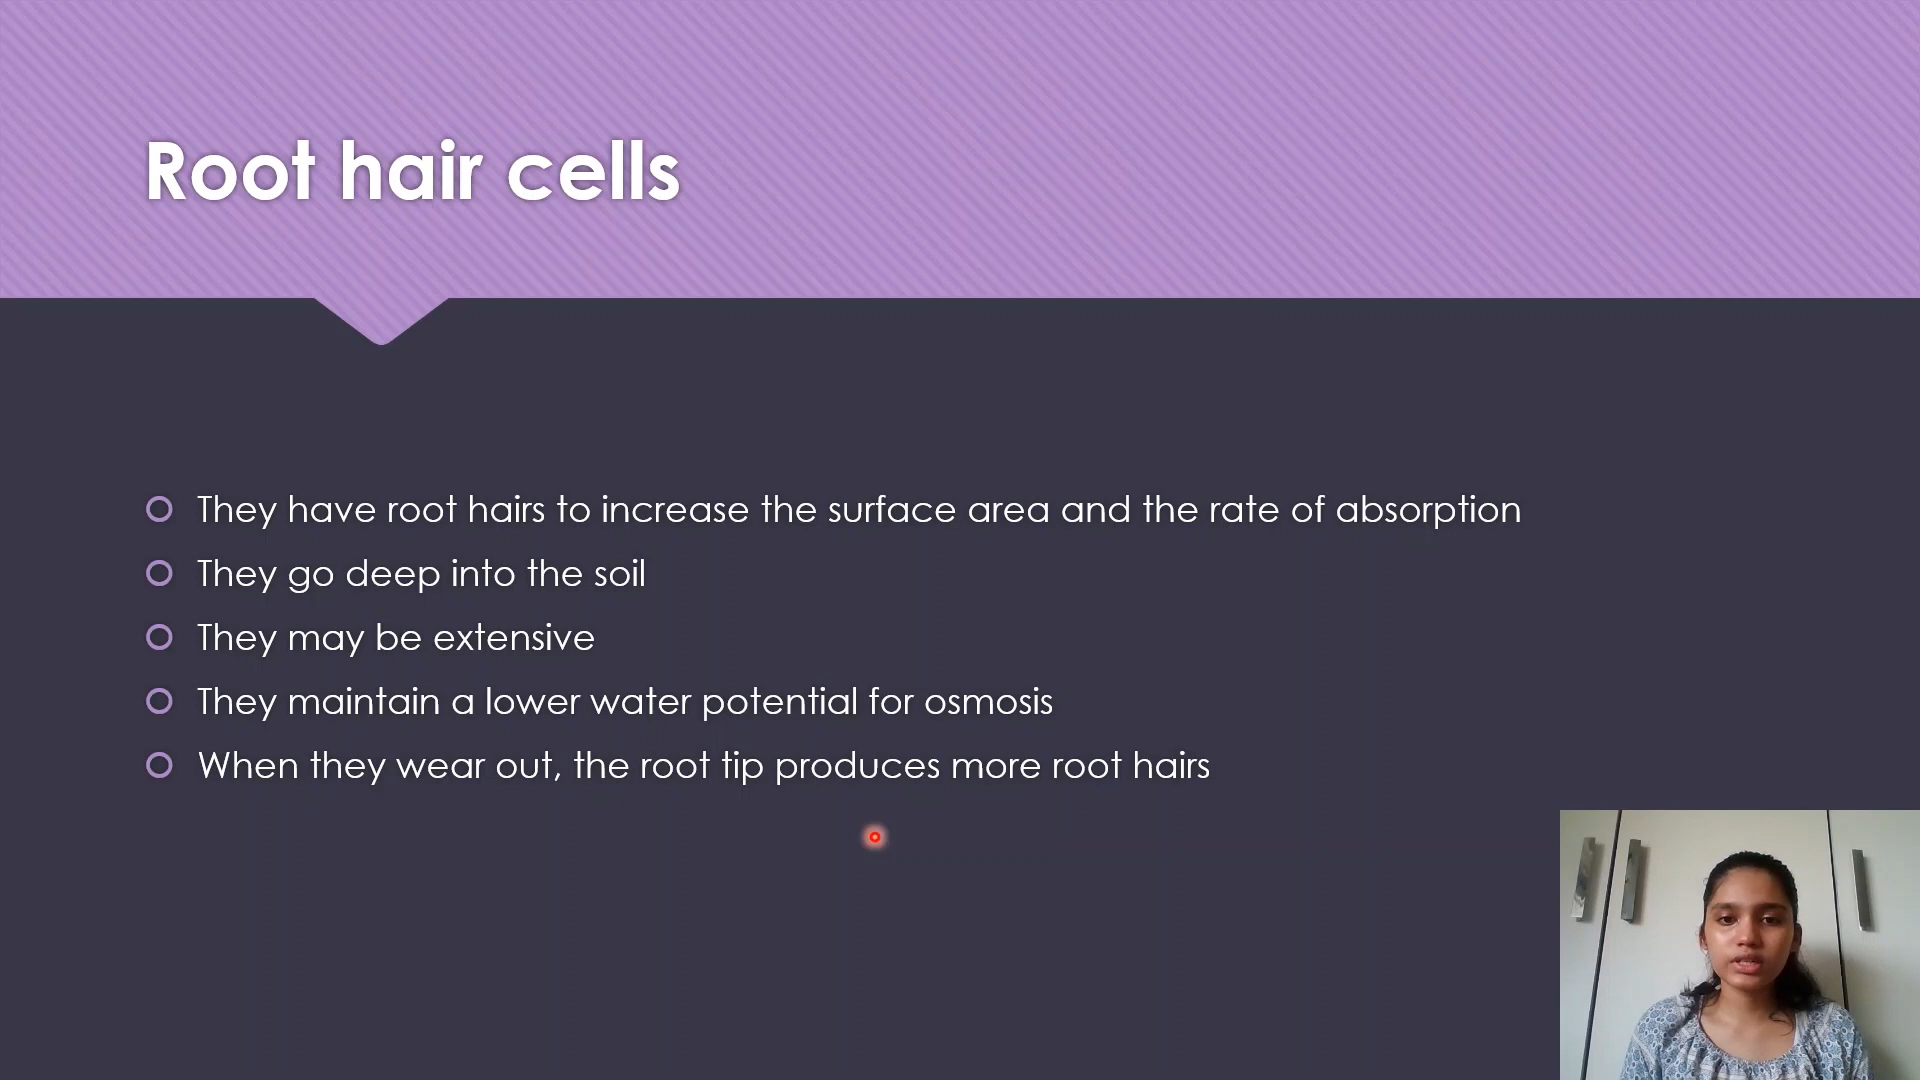 Root hair cells
They have root hairs to increase the surface area and the rate of absorption
They go deep into the soil
They may be extensive
They maintain a lower water potential for osmosis
When they wear out, the root tip produces more root hairs